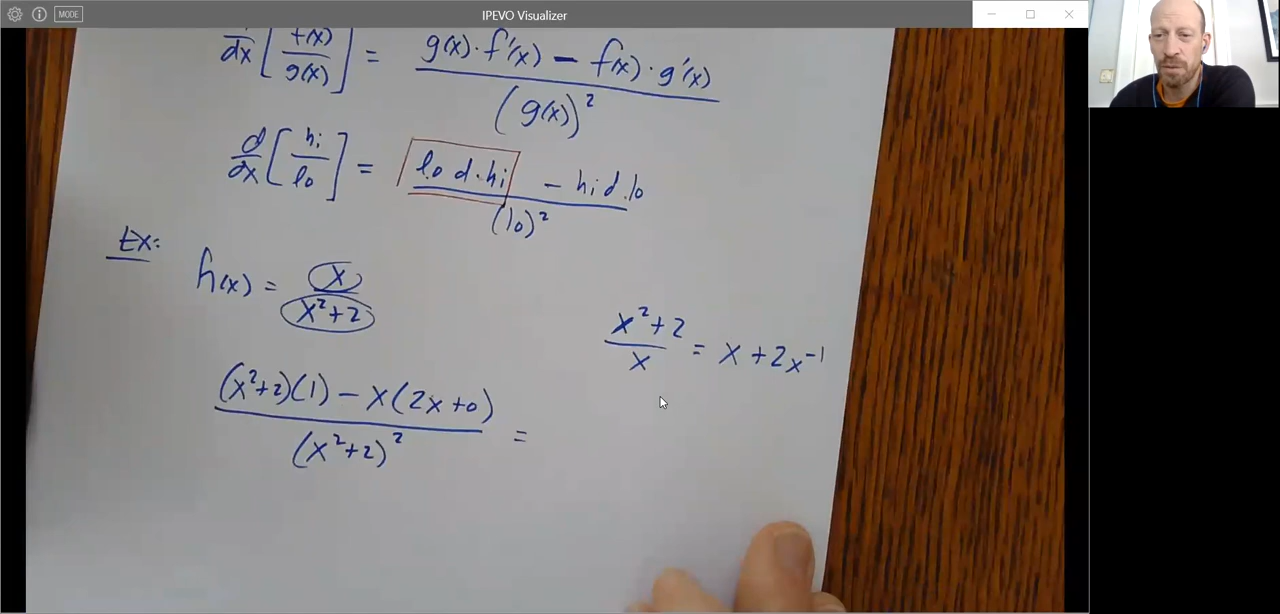 MODE
IPEVO Visualizer
d/dx [f(x)/g(x)] = (g(x)·f'(x) − f(x)·g'(x))/(g(x))²
d/dx [hi/lo] = (lo d·hi − hi d·lo)/(lo)²
Ex:
h(x) = x/(x²+2)
(x²+2)/x = x + 2x⁻¹
((x²+2)(1) − x(2x+0))/(x²+2)² =